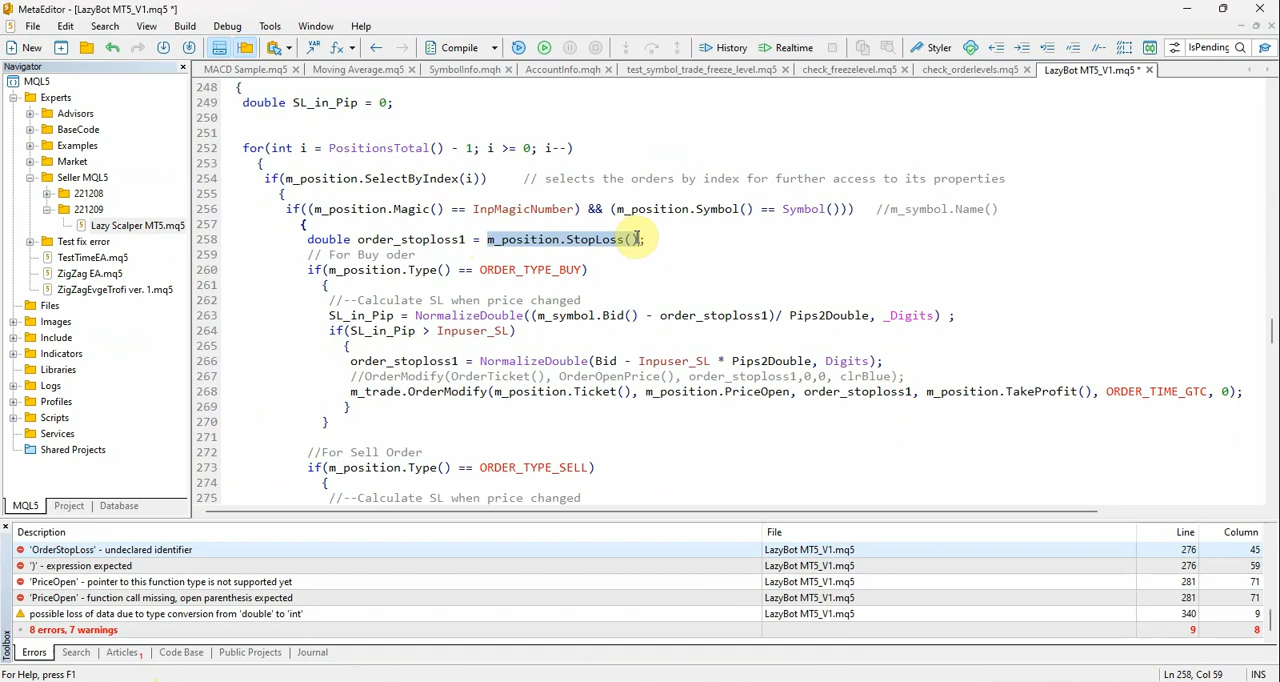 MetaEditor - [LazyBot MT5_V1.mq5 *]
File Edit Search View Build Debug Tools Window Help
New Compile History Realtime Styler IsPending
Navigator
MACD Sample.mq5 Moving Average.mq5 SymbolInfo.mqh AccountInfo.mqh test_symbol_trade_freeze_level.mq5 check_freezelevel.mq5 check_orderlevels.mq5 LazyBot MT5_V1.mq5 *
MQL5
Experts
Advisors
BaseCode
Examples
Market
Seller MQL5
221208
221209
Lazy Scalper MT5.mq5
Test fix error
TestTimeEA.mq5
ZigZag EA.mq5
ZigZagEvgeTrofi ver. 1.mq5
Files
Images
Include
Indicators
Libraries
Logs
Profiles
Scripts
Services
Shared Projects
MQL5 Project Database
248 {
249 double SL_in_Pip = 0;
250
251
252 for(int i = PositionsTotal() - 1; i >= 0; i--)
253 {
254 if(m_position.SelectByIndex(i)) // selects the orders by index for further access to its properties
255 {
256 if((m_position.Magic() == InpMagicNumber) && (m_position.Symbol() == Symbol())) //m_symbol.Name()
257 {
258 double order_stoploss1 = m_position.StopLoss();
259 // For Buy oder
260 if(m_position.Type() == ORDER_TYPE_BUY)
261 {
262 //--Calculate SL when price changed
263 SL_in_Pip = NormalizeDouble((m_symbol.Bid() - order_stoploss1)/ Pips2Double, _Digits) ;
264 if(SL_in_Pip > Inpuser_SL)
265 {
266 order_stoploss1 = NormalizeDouble(Bid - Inpuser_SL * Pips2Double, Digits);
267 //OrderModify(OrderTicket(), OrderOpenPrice(), order_stoploss1,0,0, clrBlue);
268 m_trade.OrderModify(m_position.Ticket(), m_position.PriceOpen, order_stoploss1, m_position.TakeProfit(), ORDER_TIME_GTC, 0);
269 }
270 }
271
272 //For Sell Order
273 if(m_position.Type() == ORDER_TYPE_SELL)
274 {
275 //--Calculate SL when price changed
Description File Line Column
'OrderStopLoss' - undeclared identifier LazyBot MT5_V1.mq5 276 45
')' - expression expected LazyBot MT5_V1.mq5 276 59
'PriceOpen' - pointer to this function type is not supported yet LazyBot MT5_V1.mq5 281 71
'PriceOpen' - function call missing, open parenthesis expected LazyBot MT5_V1.mq5 281 71
possible loss of data due to type conversion from 'double' to 'int' LazyBot MT5_V1.mq5 340 9
8 errors, 7 warnings 9 8
Toolbox
Errors Search Articles 1 Code Base Public Projects Journal
For Help, press F1 Ln 258, Col 59 INS